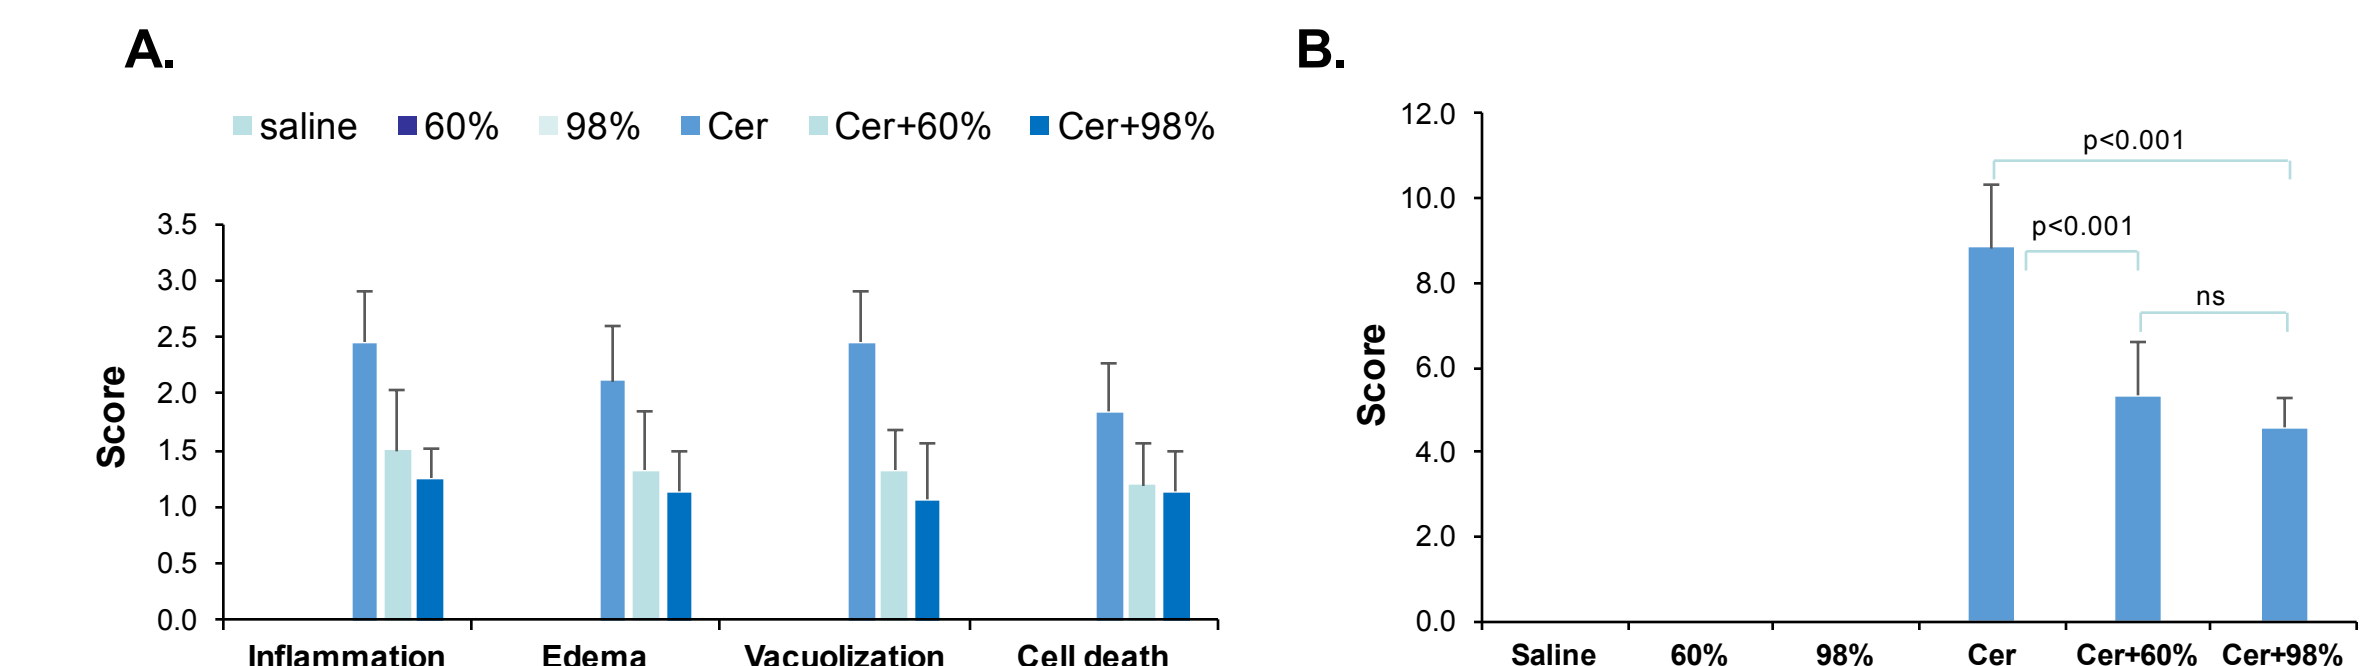 A.
saline 60% 98% Cer Cer+60% Cer+98%
3.5
3.0
2.5
2.0
1.5
1.0
0.5
0.0
Score
Inflammation Edema Vacuolization Cell death
B.
12.0
10.0
8.0
6.0
4.0
2.0
0.0
Score
p<0.001
p<0.001
ns
Saline 60% 98% Cer Cer+60% Cer+98%